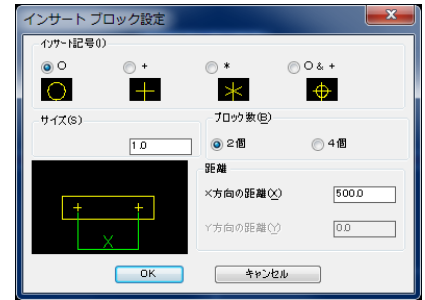 インサート ブロック設定
インサート記号(I)
○
+
*
○ & +
サイズ(S)
1.0
ブロック数(B)
2個
4個
距離
X方向の距離(X)
500.0
Y方向の距離(Y)
0.0
X
OK
キャンセル